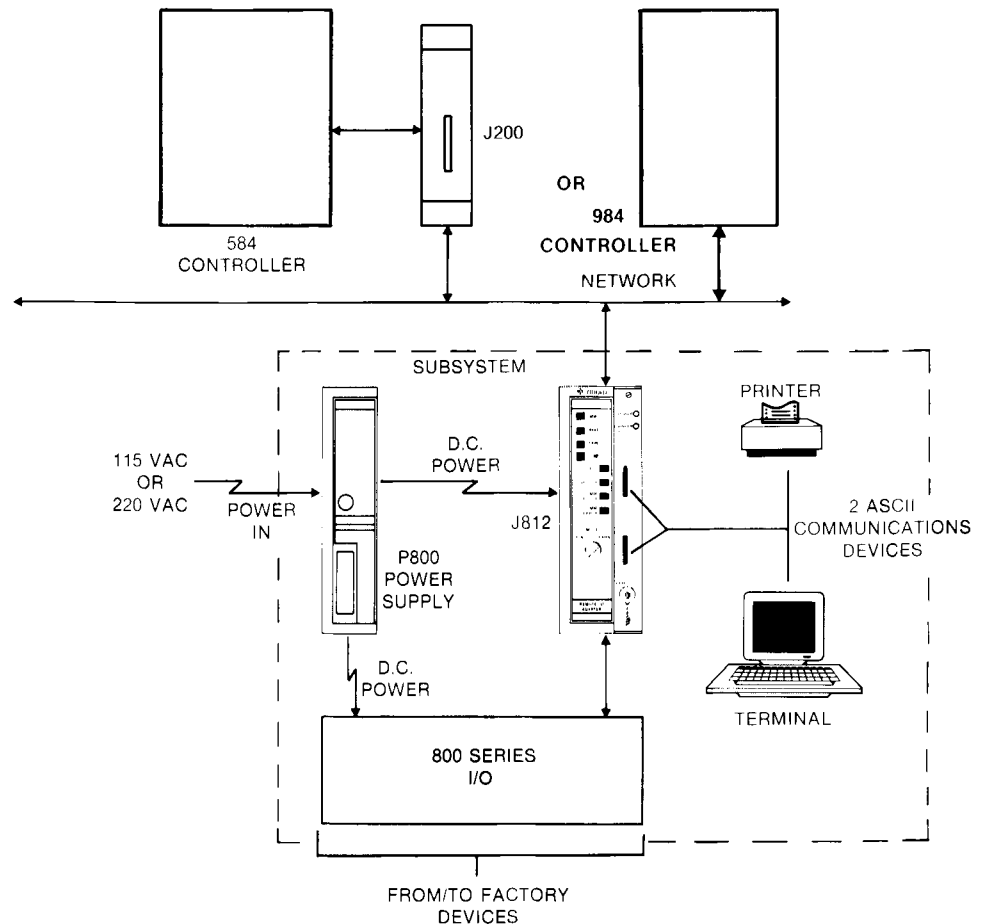 J200
OR
984
CONTROLLER
584
CONTROLLER
NETWORK
SUBSYSTEM
PRINTER
115 VAC
OR
220 VAC
POWER
IN
D.C.
POWER
J812
2 ASCII
COMMUNICATIONS
DEVICES
P800
POWER
SUPPLY
D.C.
POWER
TERMINAL
800 SERIES
I/O
FROM/TO FACTORY
DEVICES